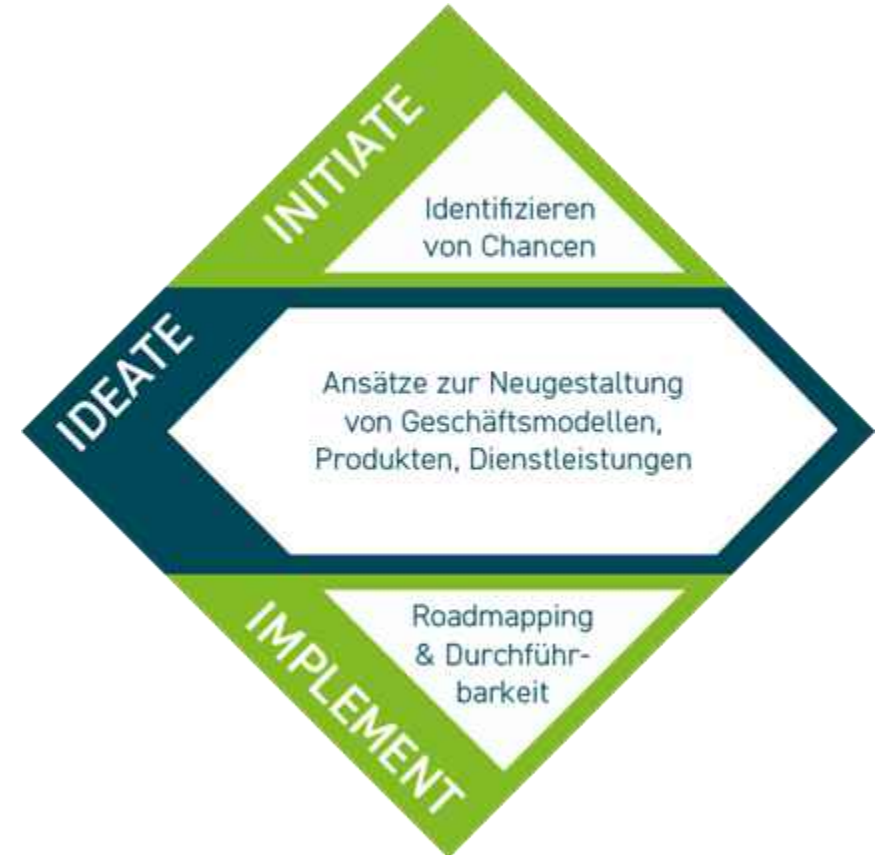 INITIATE
Identifizieren
von Chancen
IDEATE
Ansätze zur Neugestaltung
von Geschäftsmodellen,
Produkten, Dienstleistungen
IMPLEMENT
Roadmapping
& Durchführ-
barkeit